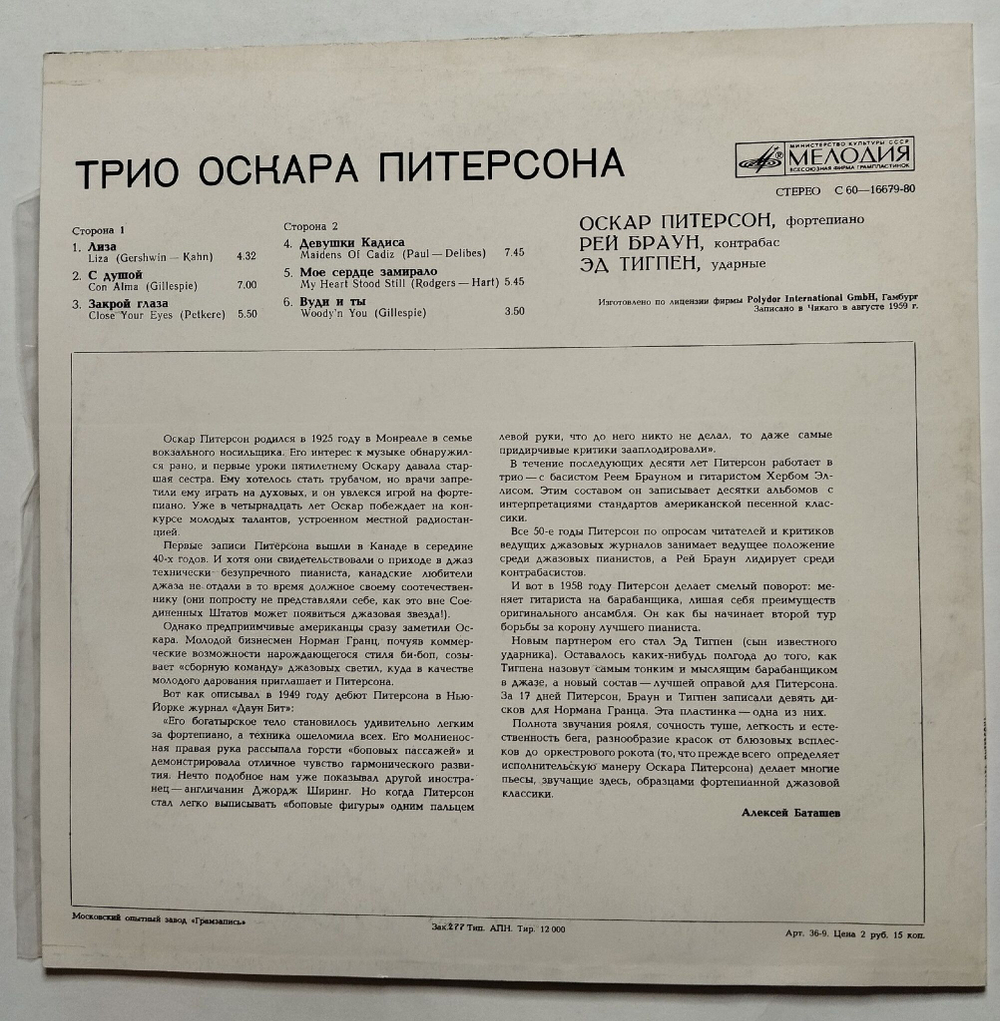 ТРИО ОСКАРА ПИТЕРСОНА
МИНИСТЕРСТВО КУЛЬТУРЫ СССР
МЕЛОДИЯ
ВСЕСОЮЗНАЯ ФИРМА ГРАМПЛАСТИНОК
СТЕРЕО С 60—16679-80
Сторона 1
1. Лиза
Liza (Gershwin — Kahn) 4.32
2. С душой
Con Alma (Gillespie) 7.00
3. Закрой глаза
Close Your Eyes (Petkere) 5.50
Сторона 2
4. Девушки Кадиса
Maidens Of Cadiz (Paul — Delibes) 7.45
5. Мое сердце замирало
My Heart Stood Still (Rodgers — Hart) 5.45
6. Вуди и ты
Woody'n You (Gillespie) 3.50
ОСКАР ПИТЕРСОН, фортепиано
РЕЙ БРАУН, контрабас
ЭД ТИГПЕН, ударные
Изготовлено по лицензии фирмы Polydor International GmbH, Гамбург
Записано в Чикаго в августе 1959 г.
Оскар Питерсон родился в 1925 году в Монреале в семье
вокзального носильщика. Его интерес к музыке обнаружил-
ся рано, и первые уроки пятилетнему Оскару давала стар-
шая сестра. Ему хотелось стать трубачом, но врачи запре-
тили ему играть на духовых, и он увлекся игрой на форте-
пиано. Уже в четырнадцать лет Оскар побеждает на кон-
курсе молодых талантов, устроенном местной радиостан-
цией.
Первые записи Питерсона вышли в Канаде в середине
40-х годов. И хотя они свидетельствовали о приходе в джаз
технически безупречного пианиста, канадские любители
джаза не отдали в то время должное своему соотечествен-
нику (они попросту не представляли себе, как это вне Сое-
диненных Штатов может появиться джазовая звезда!).
Однако предприимчивые американцы сразу заметили Ос-
кара. Молодой бизнесмен Норман Гранц, почуяв коммер-
ческие возможности нарождающегося стиля би-боп, созы-
вает «сборную команду» джазовых светил, куда в качестве
молодого дарования приглашает и Питерсона.
Вот как описывал в 1949 году дебют Питерсона в Нью-
Йорке журнал «Даун Бит»:
«Его богатырское тело становилось удивительно легким
за фортепиано, а техника ошеломила всех. Его молниенос-
ная правая рука рассыпала горсти «боповых пассажей» и
демонстрировала отличное чувство гармонического разви-
тия. Нечто подобное нам уже показывал другой иностра-
нец — англичанин Джордж Ширинг. Но когда Питерсон
стал легко выписывать «боповые фигуры» одним пальцем
левой руки, что до него никто не делал, то даже самые
придирчивые критики зааплодировали».
В течение последующих десяти лет Питерсон работает в
трио — с басистом Реем Брауном и гитаристом Хербом Эл-
лисом. Этим составом он записывает десятки альбомов с
интерпретациями стандартов американской песенной клас-
сики.
Все 50-е годы Питерсон по опросам читателей и критиков
ведущих джазовых журналов занимает ведущее положение
среди джазовых пианистов, а Рей Браун лидирует среди
контрабасистов.
И вот в 1958 году Питерсон делает смелый поворот: ме-
няет гитариста на барабанщика, лишая себя преимуществ
оригинального ансамбля. Он как бы начинает второй тур
борьбы за корону лучшего пианиста.
Новым партнером его стал Эд Тигпен (сын известного
ударника). Оставалось каких-нибудь полгода до того, как
Тигпена назовут самым тонким и мыслящим барабанщиком
в джазе, а новый состав — лучшей оправой для Питерсона.
За 17 дней Питерсон, Браун и Тигпен записали девять ди-
сков для Нормана Гранца. Эта пластинка — одна из них.
Полнота звучания рояля, сочность туше, легкость и есте-
ственность бега, разнообразие красок от блюзовых всплес-
ков до оркестрового рокота (то, что прежде всего определяет
исполнительскую манеру Оскара Питерсона) делает многие
пьесы, звучащие здесь, образцами фортепианной джазовой
классики.
Алексей Баташев
Московский опытный завод «Грамзапись»
Зак.277 Тип. АПН. Тир. 12 000
Арт. 36-9. Цена 2 руб. 15 коп.